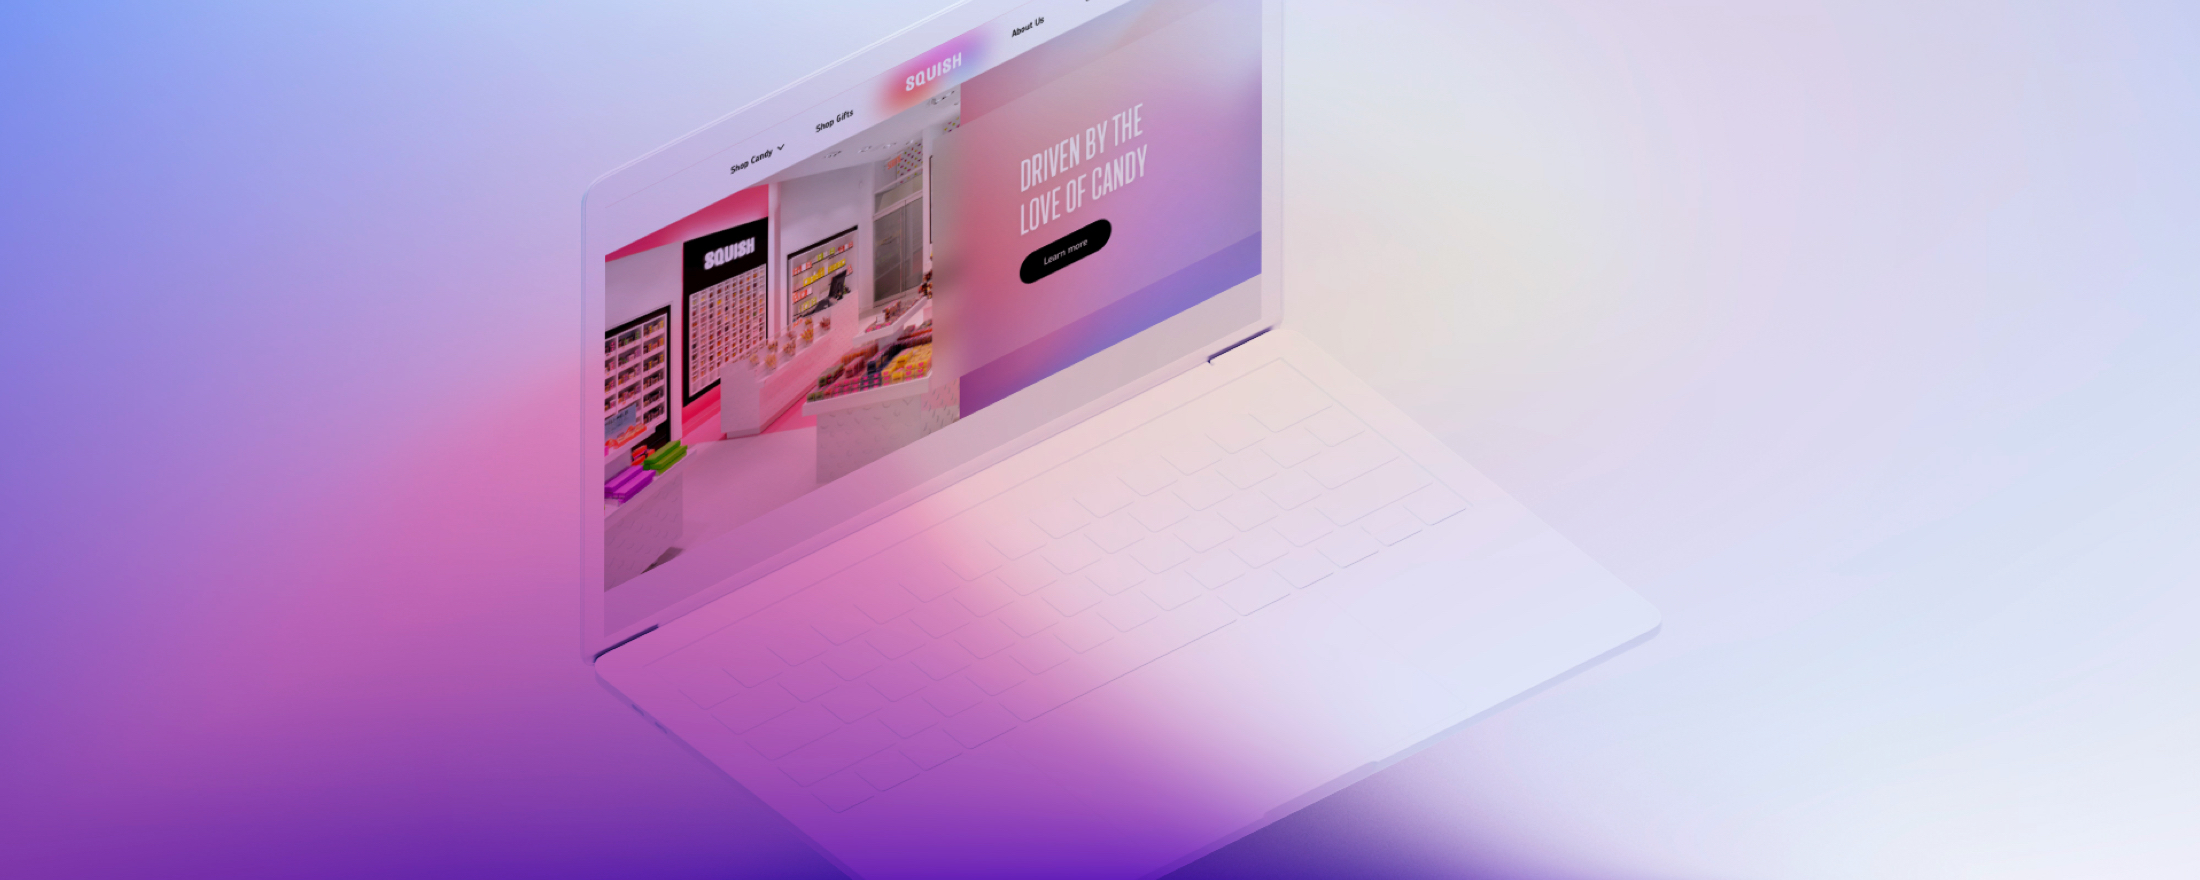 Shop Candy
Shop Gifts
SQUISH
About Us
SQUISH
DRIVEN BY THE
LOVE OF CANDY
Learn more